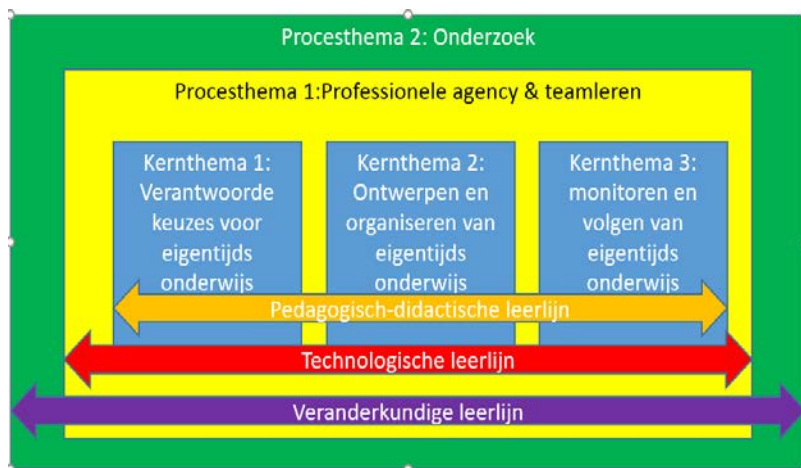 Procesthema 2: Onderzoek
Procesthema 1:Professionele agency & teamleren
Kernthema 1:
Verantwoorde
keuzes voor
eigentijds
onderwijs
Kernthema 2:
Ontwerpen en
organiseren van
eigentijds
onderwijs
Kernthema 3:
monitoren en
volgen van
eigentijds
onderwijs
Pedagogisch-didactische leerlijn
Technologische leerlijn
Veranderkundige leerlijn